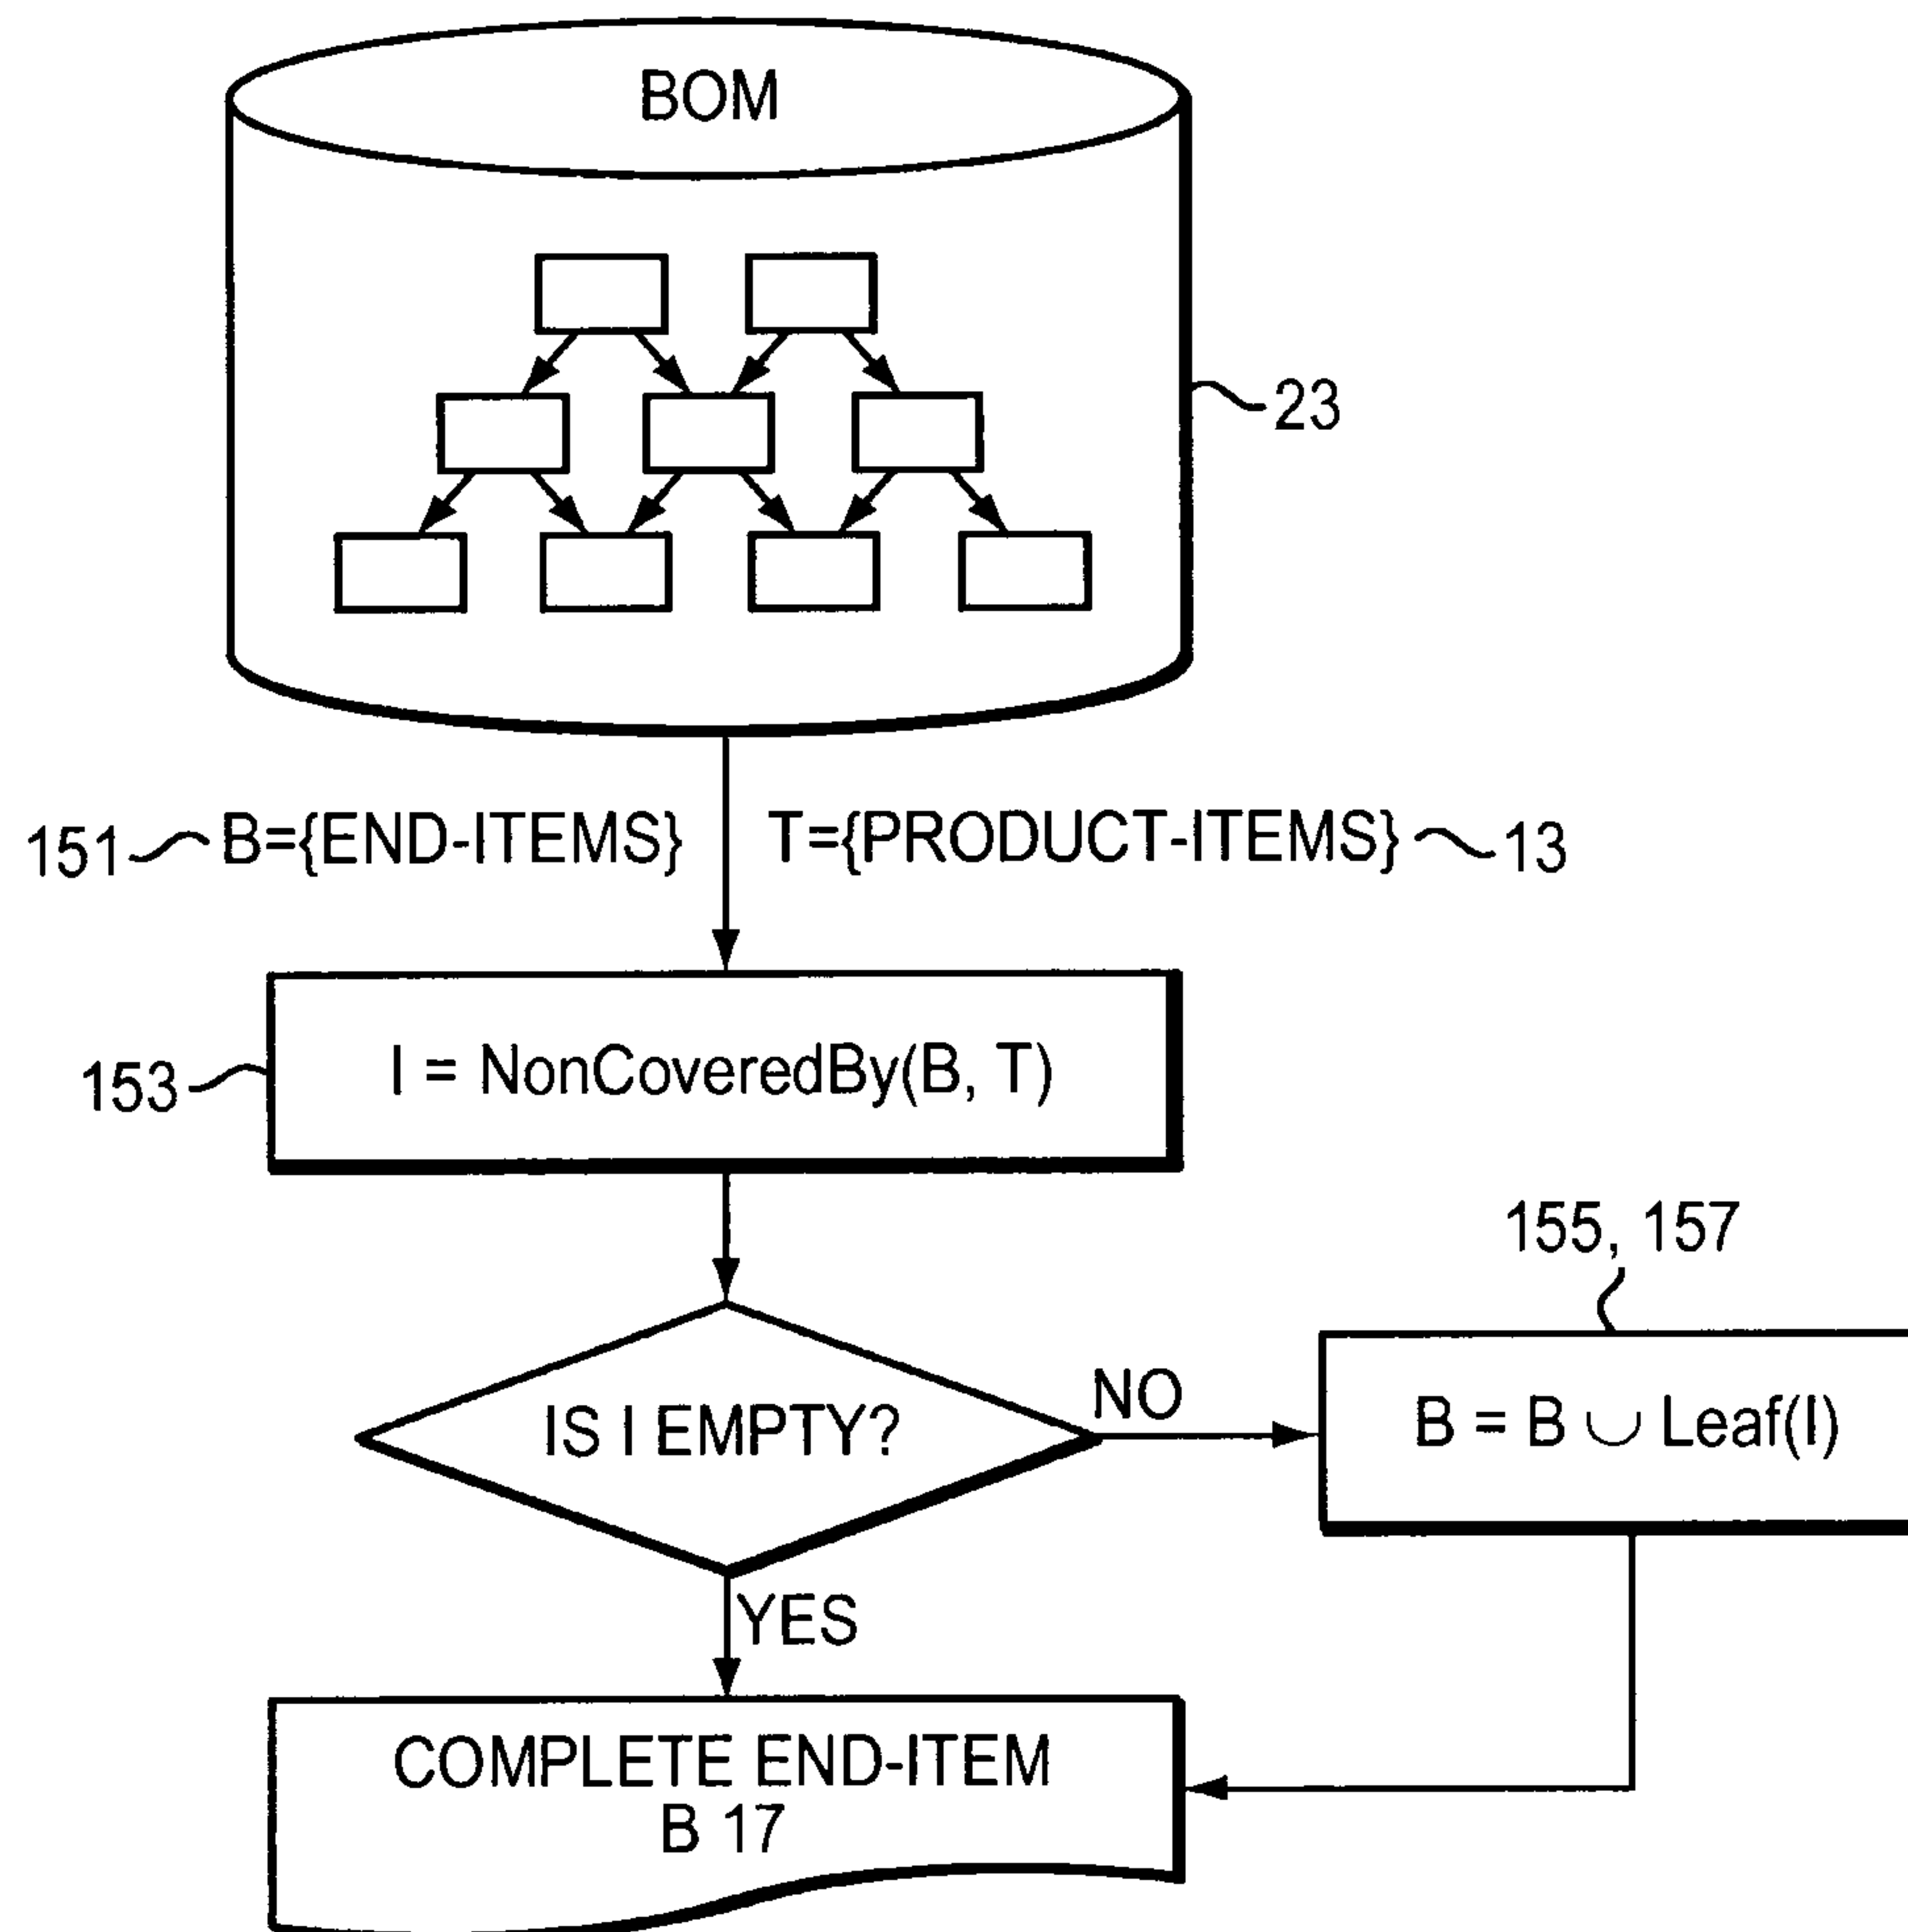 BOM
23
151 B={END-ITEMS} T={PRODUCT-ITEMS} 13
153 I = NonCoveredBy(B, T)
155, 157
IS I EMPTY?
NO
B = B ∪ Leaf(I)
YES
COMPLETE END-ITEM
B 17